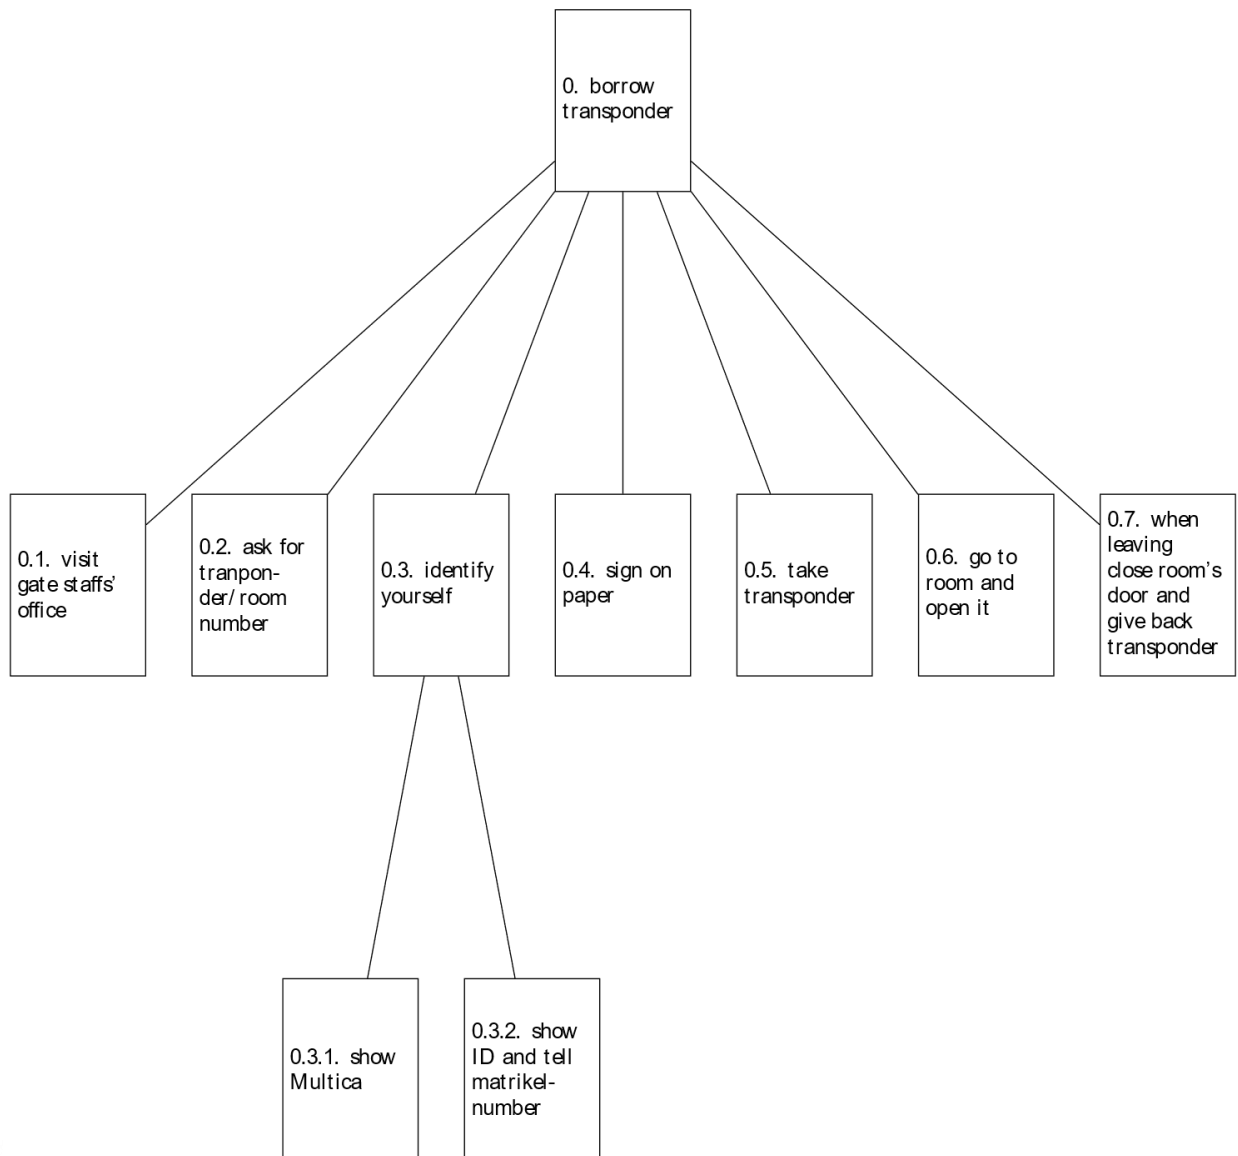 0. borrow
transponder
0.1. visit
gate staffs'
office
0.2. ask for
tranpon-
der/ room
number
0.3. identify
yourself
0.4. sign on
paper
0.5. take
transponder
0.6. go to
room and
open it
0.7. when
leaving
close room's
door and
give back
transponder
0.3.1. show
Multica
0.3.2. show
ID and tell
matrikel-
number